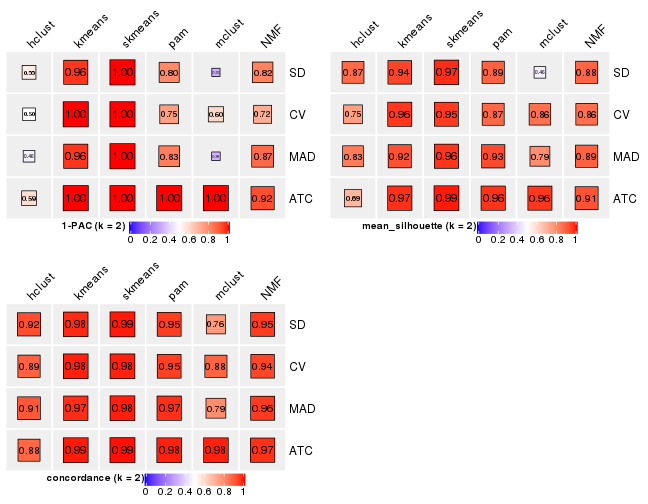 hclust kmeans skmeans pam mclust NMF
0.55 0.96 1.00 0.80 0.82 SD
0.50 1.00 1.00 0.75 0.60 0.72 CV
0.96 1.00 0.83 0.87 MAD
0.59 1.00 1.00 1.00 1.00 0.92 ATC
1-PAC (k = 2)
0 0.2 0.4 0.6 0.8 1
hclust kmeans skmeans pam mclust NMF
0.87 0.94 0.97 0.89 0.46 0.88 SD
0.75 0.96 0.95 0.87 0.86 0.86 CV
0.83 0.92 0.96 0.93 0.79 0.89 MAD
0.69 0.97 0.99 0.96 0.96 0.91 ATC
mean_silhouette (k = 2)
0 0.2 0.4 0.6 0.8 1
hclust kmeans skmeans pam mclust NMF
0.92 0.98 0.99 0.95 0.76 0.95 SD
0.89 0.98 0.98 0.95 0.88 0.94 CV
0.91 0.97 0.98 0.97 0.79 0.96 MAD
0.88 0.99 0.99 0.98 0.98 0.97 ATC
concordance (k = 2)
0 0.2 0.4 0.6 0.8 1